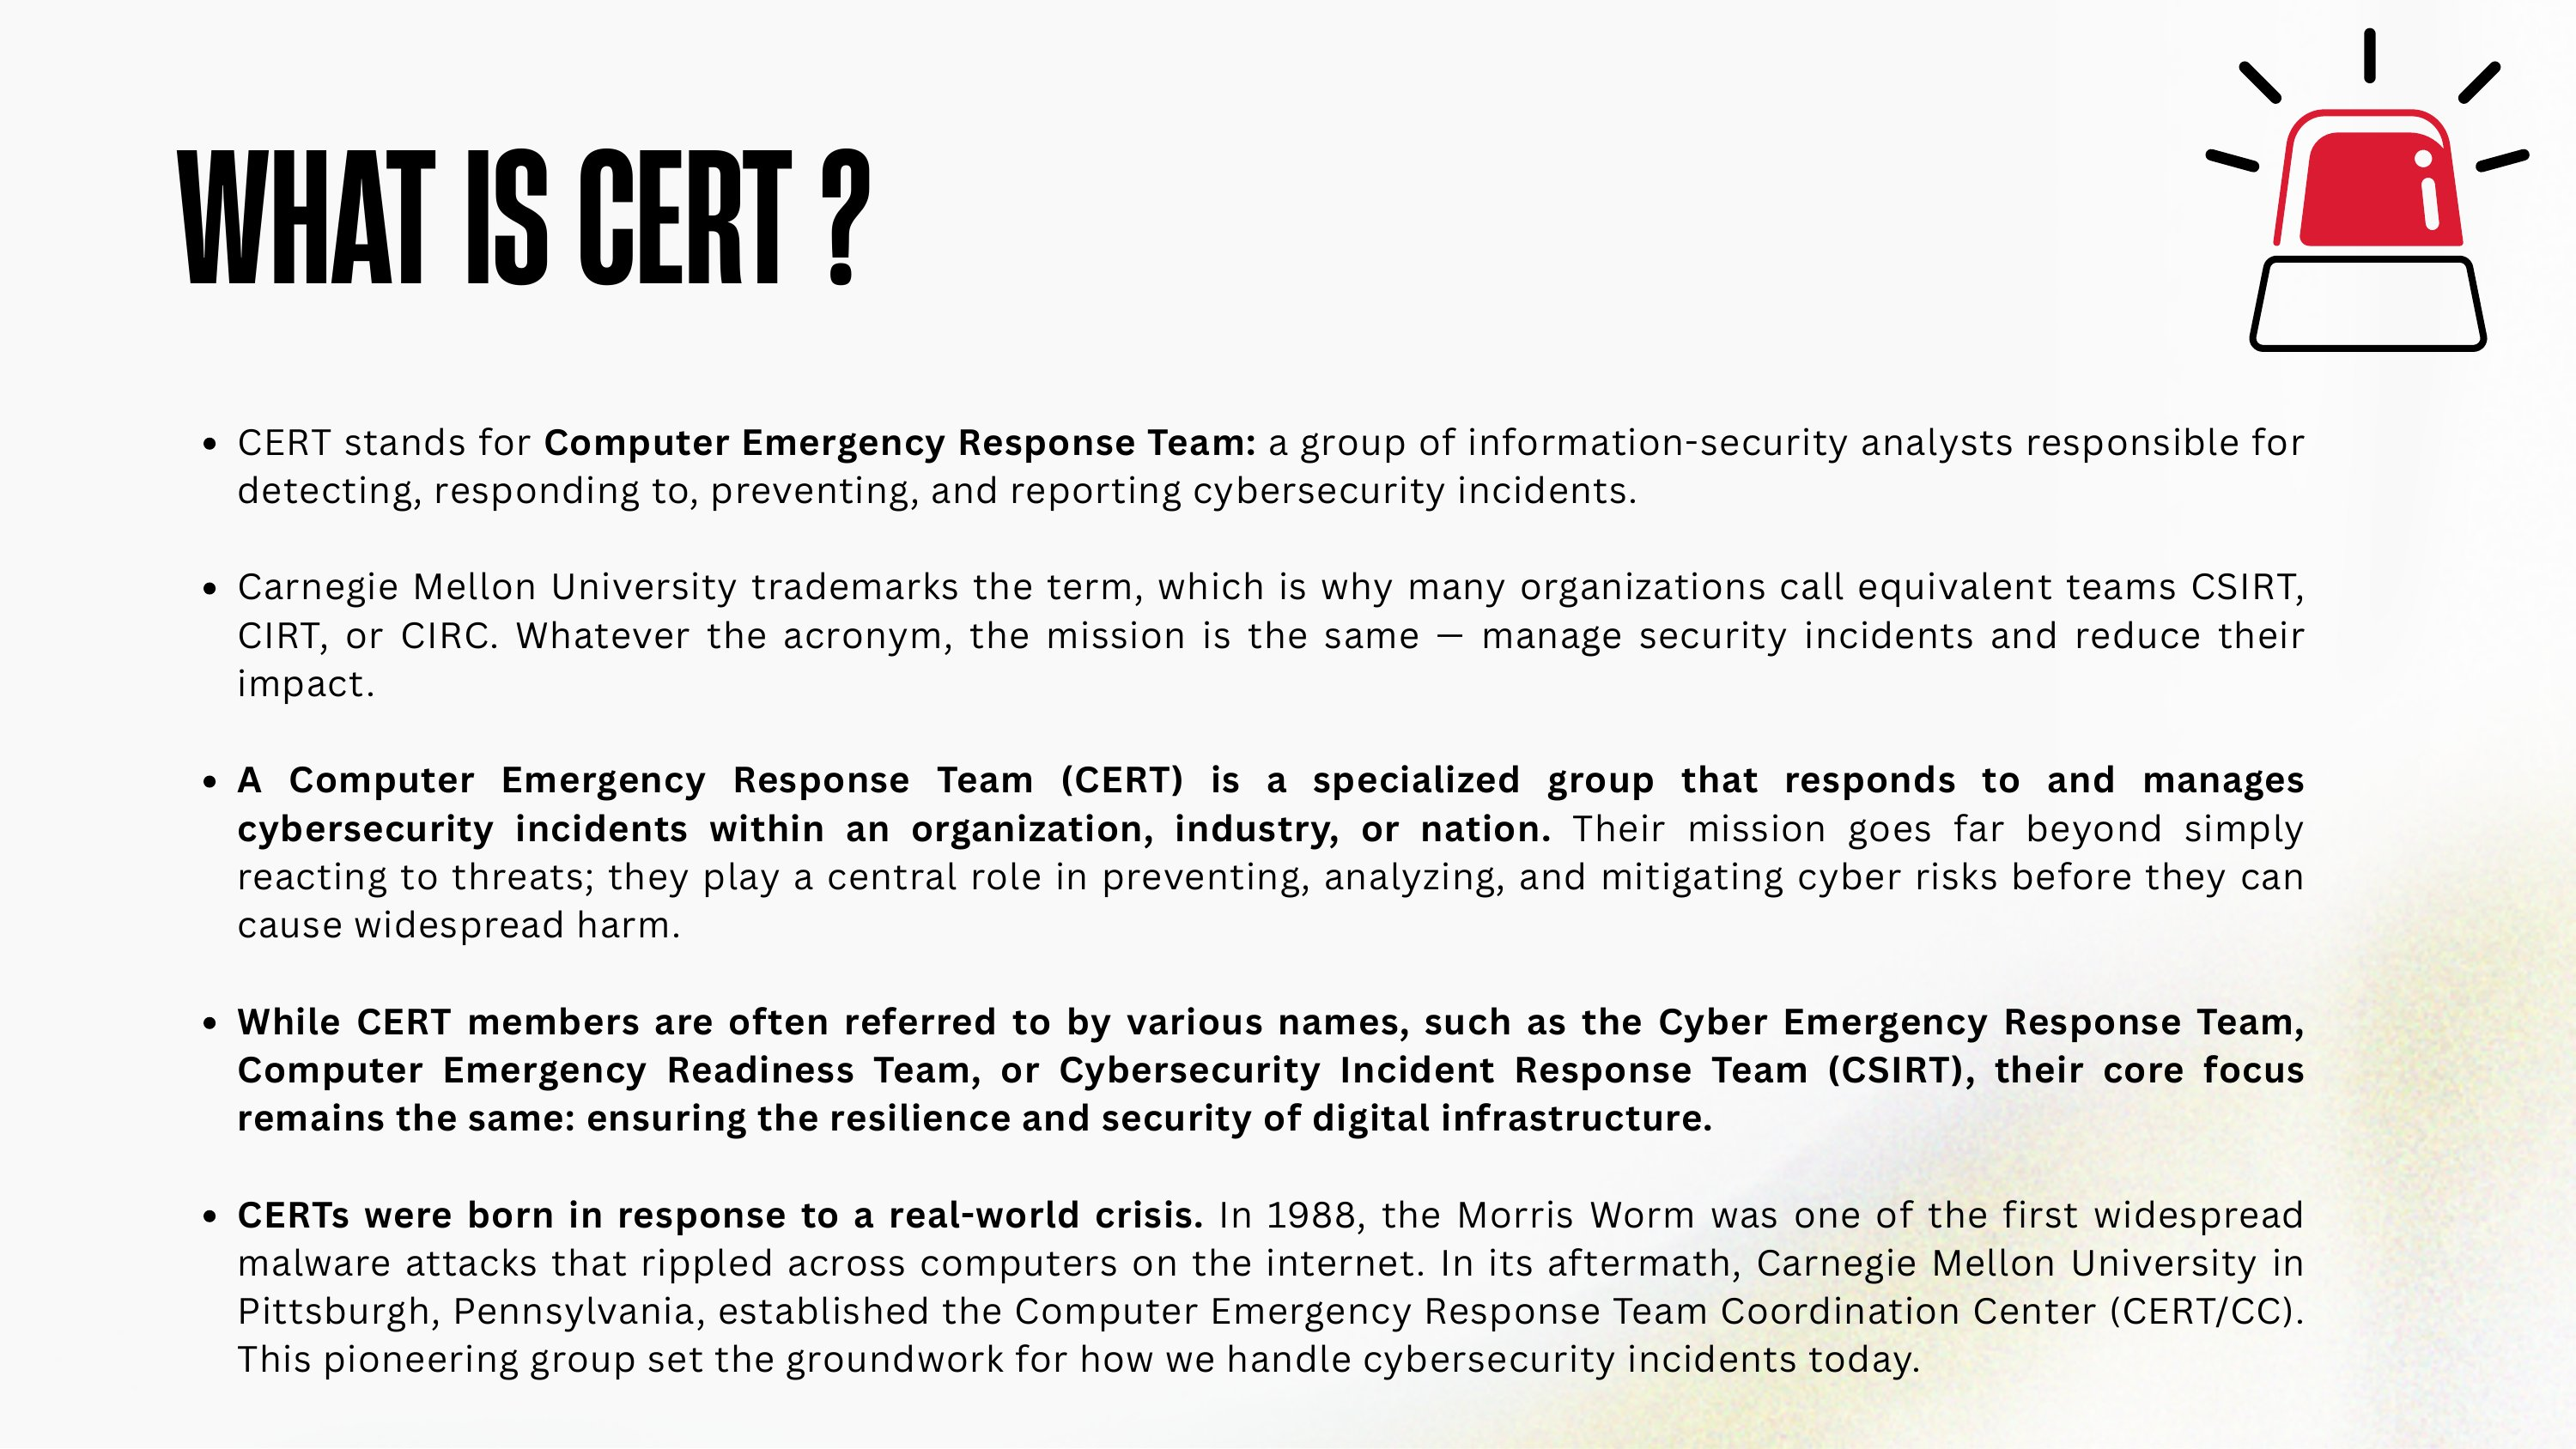 WHAT IS CERT ?
• CERT stands for Computer Emergency Response Team: a group of information-security analysts responsible for
detecting, responding to, preventing, and reporting cybersecurity incidents.
• Carnegie Mellon University trademarks the term, which is why many organizations call equivalent teams CSIRT,
CIRT, or CIRC. Whatever the acronym, the mission is the same — manage security incidents and reduce their
impact.
• A Computer Emergency Response Team (CERT) is a specialized group that responds to and manages
cybersecurity incidents within an organization, industry, or nation. Their mission goes far beyond simply
reacting to threats; they play a central role in preventing, analyzing, and mitigating cyber risks before they can
cause widespread harm.
• While CERT members are often referred to by various names, such as the Cyber Emergency Response Team,
Computer Emergency Readiness Team, or Cybersecurity Incident Response Team (CSIRT), their core focus
remains the same: ensuring the resilience and security of digital infrastructure.
• CERTs were born in response to a real-world crisis. In 1988, the Morris Worm was one of the first widespread
malware attacks that rippled across computers on the internet. In its aftermath, Carnegie Mellon University in
Pittsburgh, Pennsylvania, established the Computer Emergency Response Team Coordination Center (CERT/CC).
This pioneering group set the groundwork for how we handle cybersecurity incidents today.